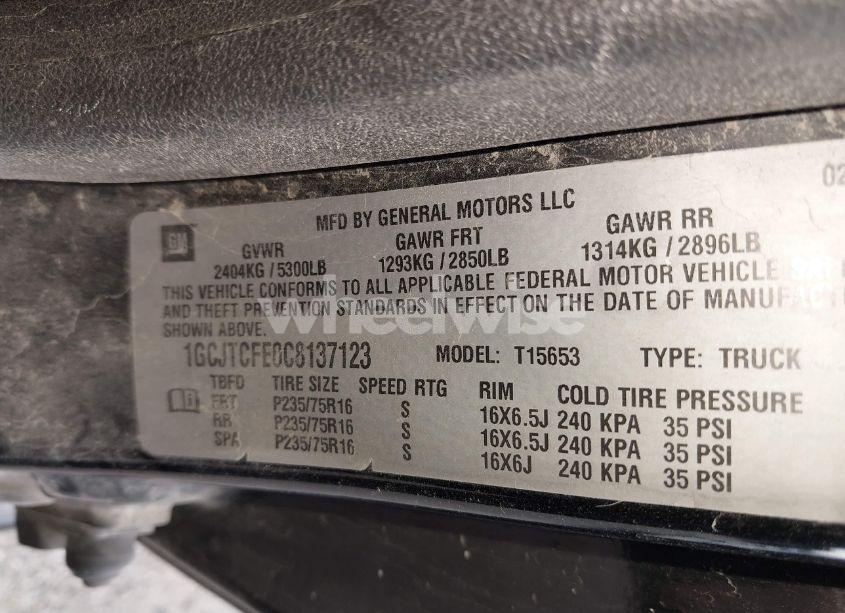 02
GM
MFD BY GENERAL MOTORS LLC
GVWR GAWR FRT GAWR RR
2404KG / 5300LB 1293KG / 2850LB 1314KG / 2896LB
THIS VEHICLE CONFORMS TO ALL APPLICABLE FEDERAL MOTOR VEHICLE
AND THEFT PREVENTION STANDARDS IN EFFECT ON THE DATE OF MANUFACT
SHOWN ABOVE.
wheelwise
1GCJTCFE0C8137123 MODEL: T15653 TYPE: TRUCK
TBFD TIRE SIZE SPEED RTG RIM COLD TIRE PRESSURE
FRT P235/75R16 S 16X6.5J 240 KPA 35 PSI
RR P235/75R16 S 16X6.5J 240 KPA 35 PSI
SPA P235/75R16 S 16X6J 240 KPA 35 PSI